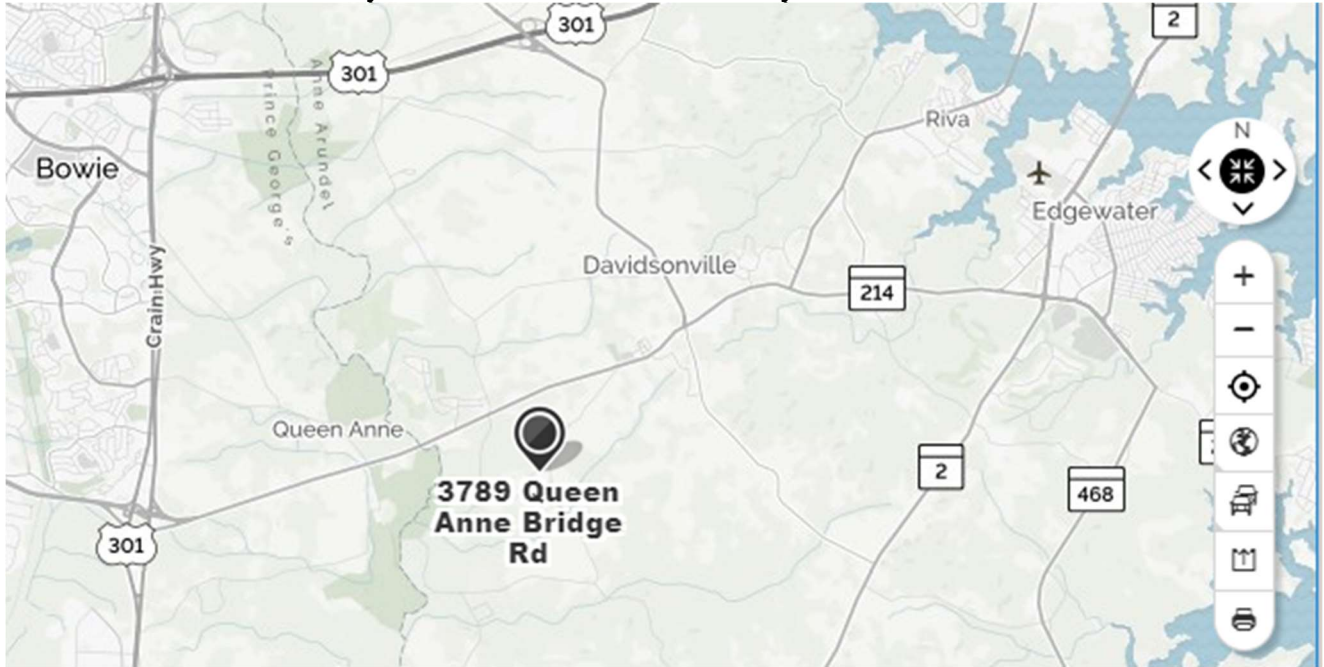 301
2
301
Anne Arundel
Prince George's
Riva
N
Bowie
Edgewater
Crain Hwy
Davidsonville
214
Queen Anne
2
3789 Queen
Anne Bridge
Rd
468
301